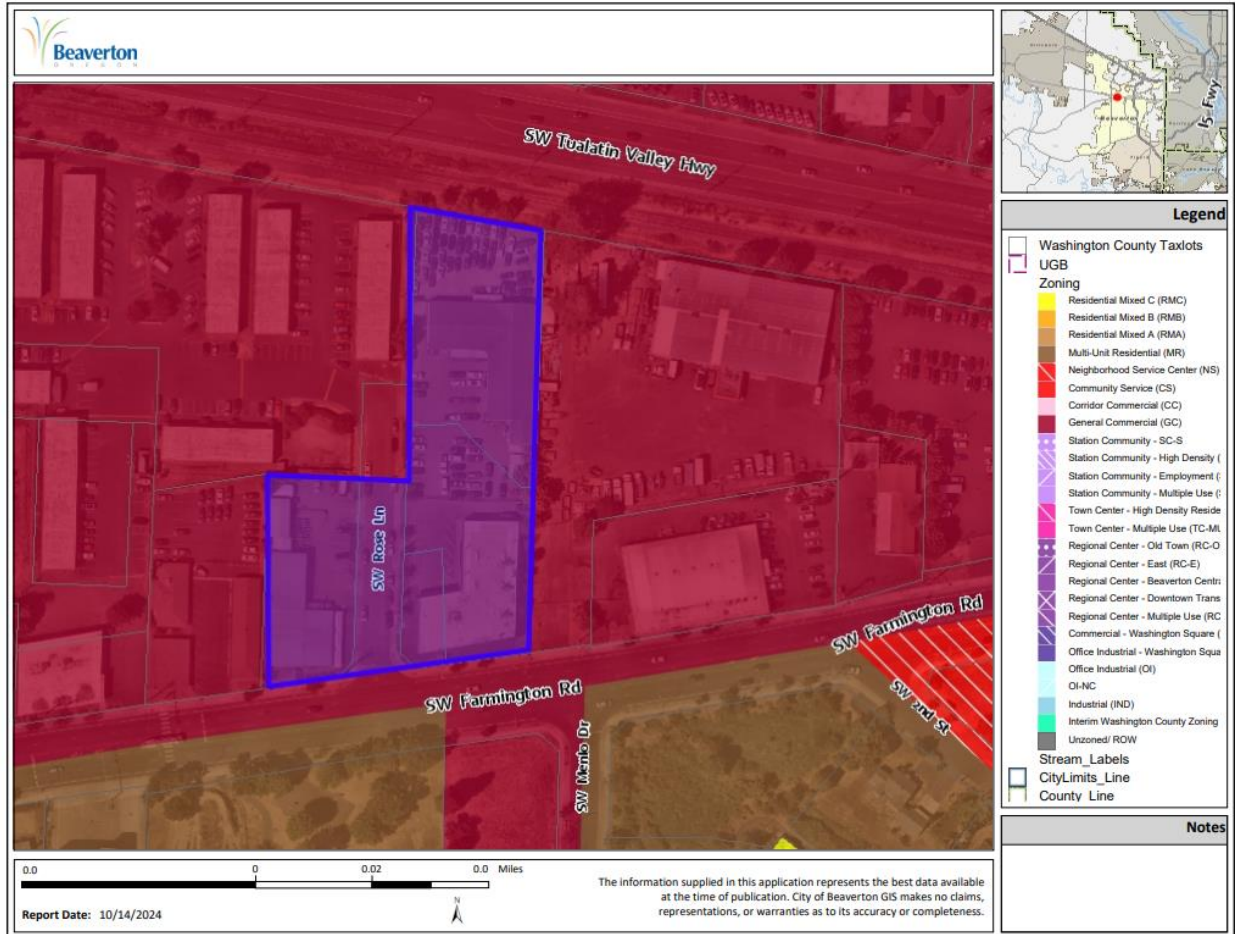 Beaverton
OREGON
SW Tualatin Valley Hwy
SW Rose Ln
SW Farmington Rd
SW Farmington Rd
SW 2nd St
SW Menlo Dr
Beaverton
I5 Fwy
Legend
Washington County Taxlots
UGB
Zoning
Residential Mixed C (RMC)
Residential Mixed B (RMB)
Residential Mixed A (RMA)
Multi-Unit Residential (MR)
Neighborhood Service Center (NS)
Community Service (CS)
Corridor Commercial (CC)
General Commercial (GC)
Station Community - SC-S
Station Community - High Density (
Station Community - Employment (
Station Community - Multiple Use (
Town Center - High Density Reside
Town Center - Multiple Use (TC-MU
Regional Center - Old Town (RC-O
Regional Center - East (RC-E)
Regional Center - Beaverton Centra
Regional Center - Downtown Trans
Regional Center - Multiple Use (RC
Commercial - Washington Square (
Office Industrial - Washington Squa
Office Industrial (OI)
OI-NC
Industrial (IND)
Interim Washington County Zoning
Unzoned/ ROW
Stream_Labels
CityLimits_Line
County_Line
Notes
0.0 0 0.02 0.0 Miles
Report Date: 10/14/2024
N
The information supplied in this application represents the best data available
at the time of publication. City of Beaverton GIS makes no claims,
representations, or warranties as to its accuracy or completeness.